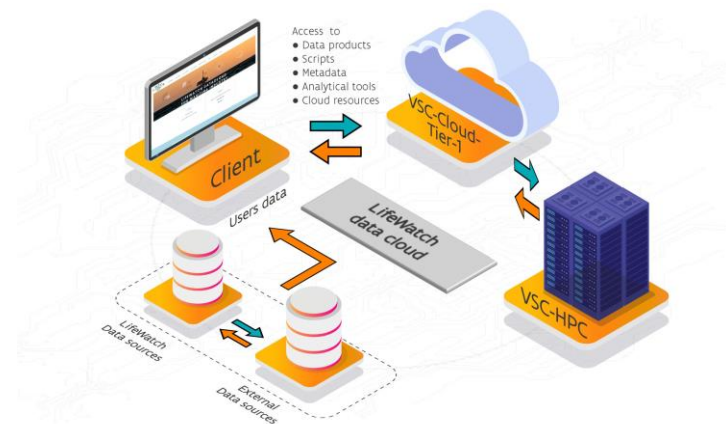 Access to
● Data products
● Scripts
● Metadata
● Analytical tools
● Cloud resources
VSC-Cloud-
Tier-1
Client
Users data
LifeWatch
data cloud
VSC-HPC
LifeWatch
Data sources
External
Data sources